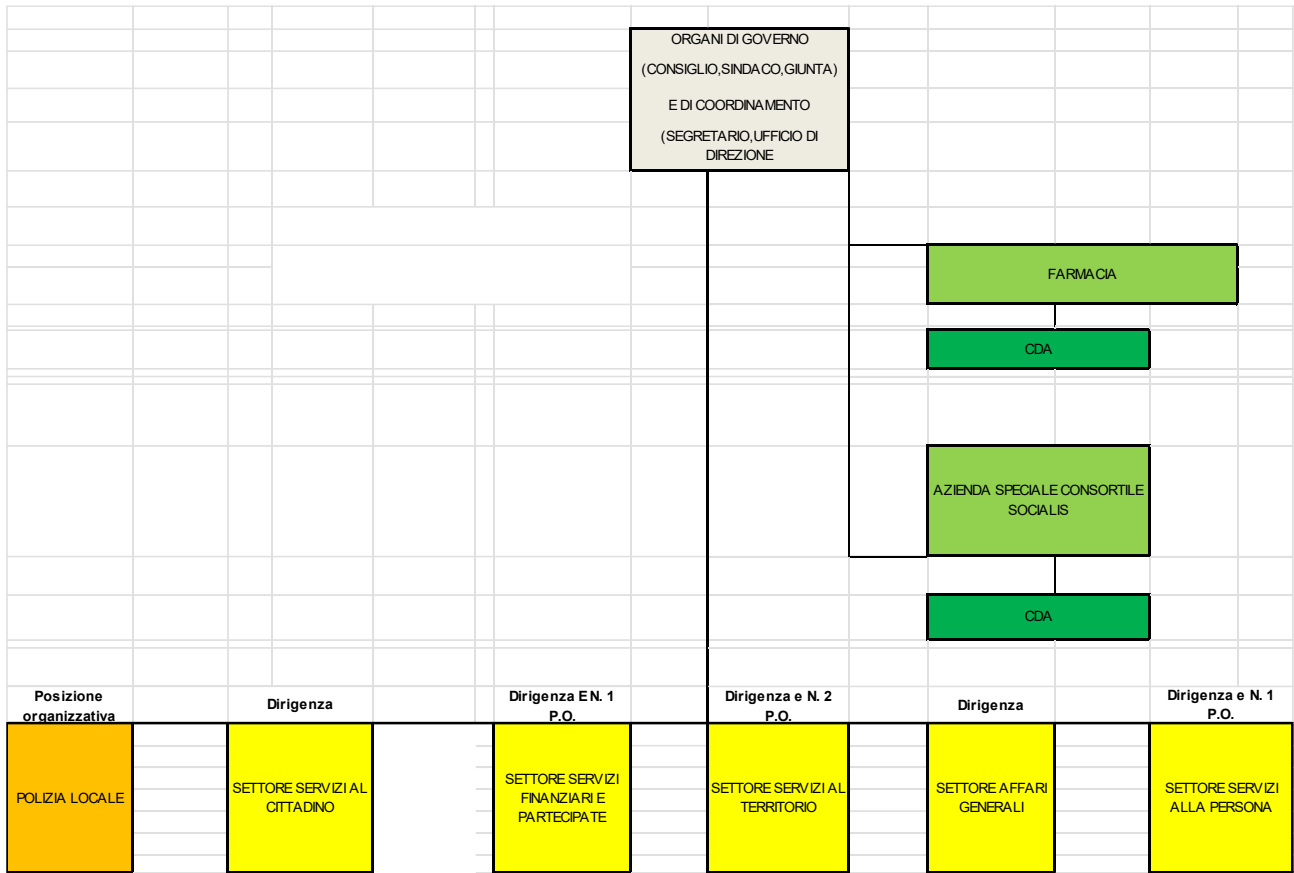 ORGANI DI GOVERNO
(CONSIGLIO,SINDACO,GIUNTA)
E DI COORDINAMENTO
(SEGRETARIO,UFFICIO DI
DIREZIONE
FARMACIA
CDA
AZIENDA SPECIALE CONSORTILE
SOCIALIS
CDA
Posizione
organizzativa
Dirigenza
Dirigenza E N. 1
P.O.
Dirigenza e N. 2
P.O.
Dirigenza
Dirigenza e N. 1
P.O.
POLIZIA LOCALE
SETTORE SERVIZI AL
CITTADINO
SETTORE SERVIZI
FINANZIARI E
PARTECIPATE
SETTORE SERVIZI AL
TERRITORIO
SETTORE AFFARI
GENERALI
SETTORE SERVIZI
ALLA PERSONA